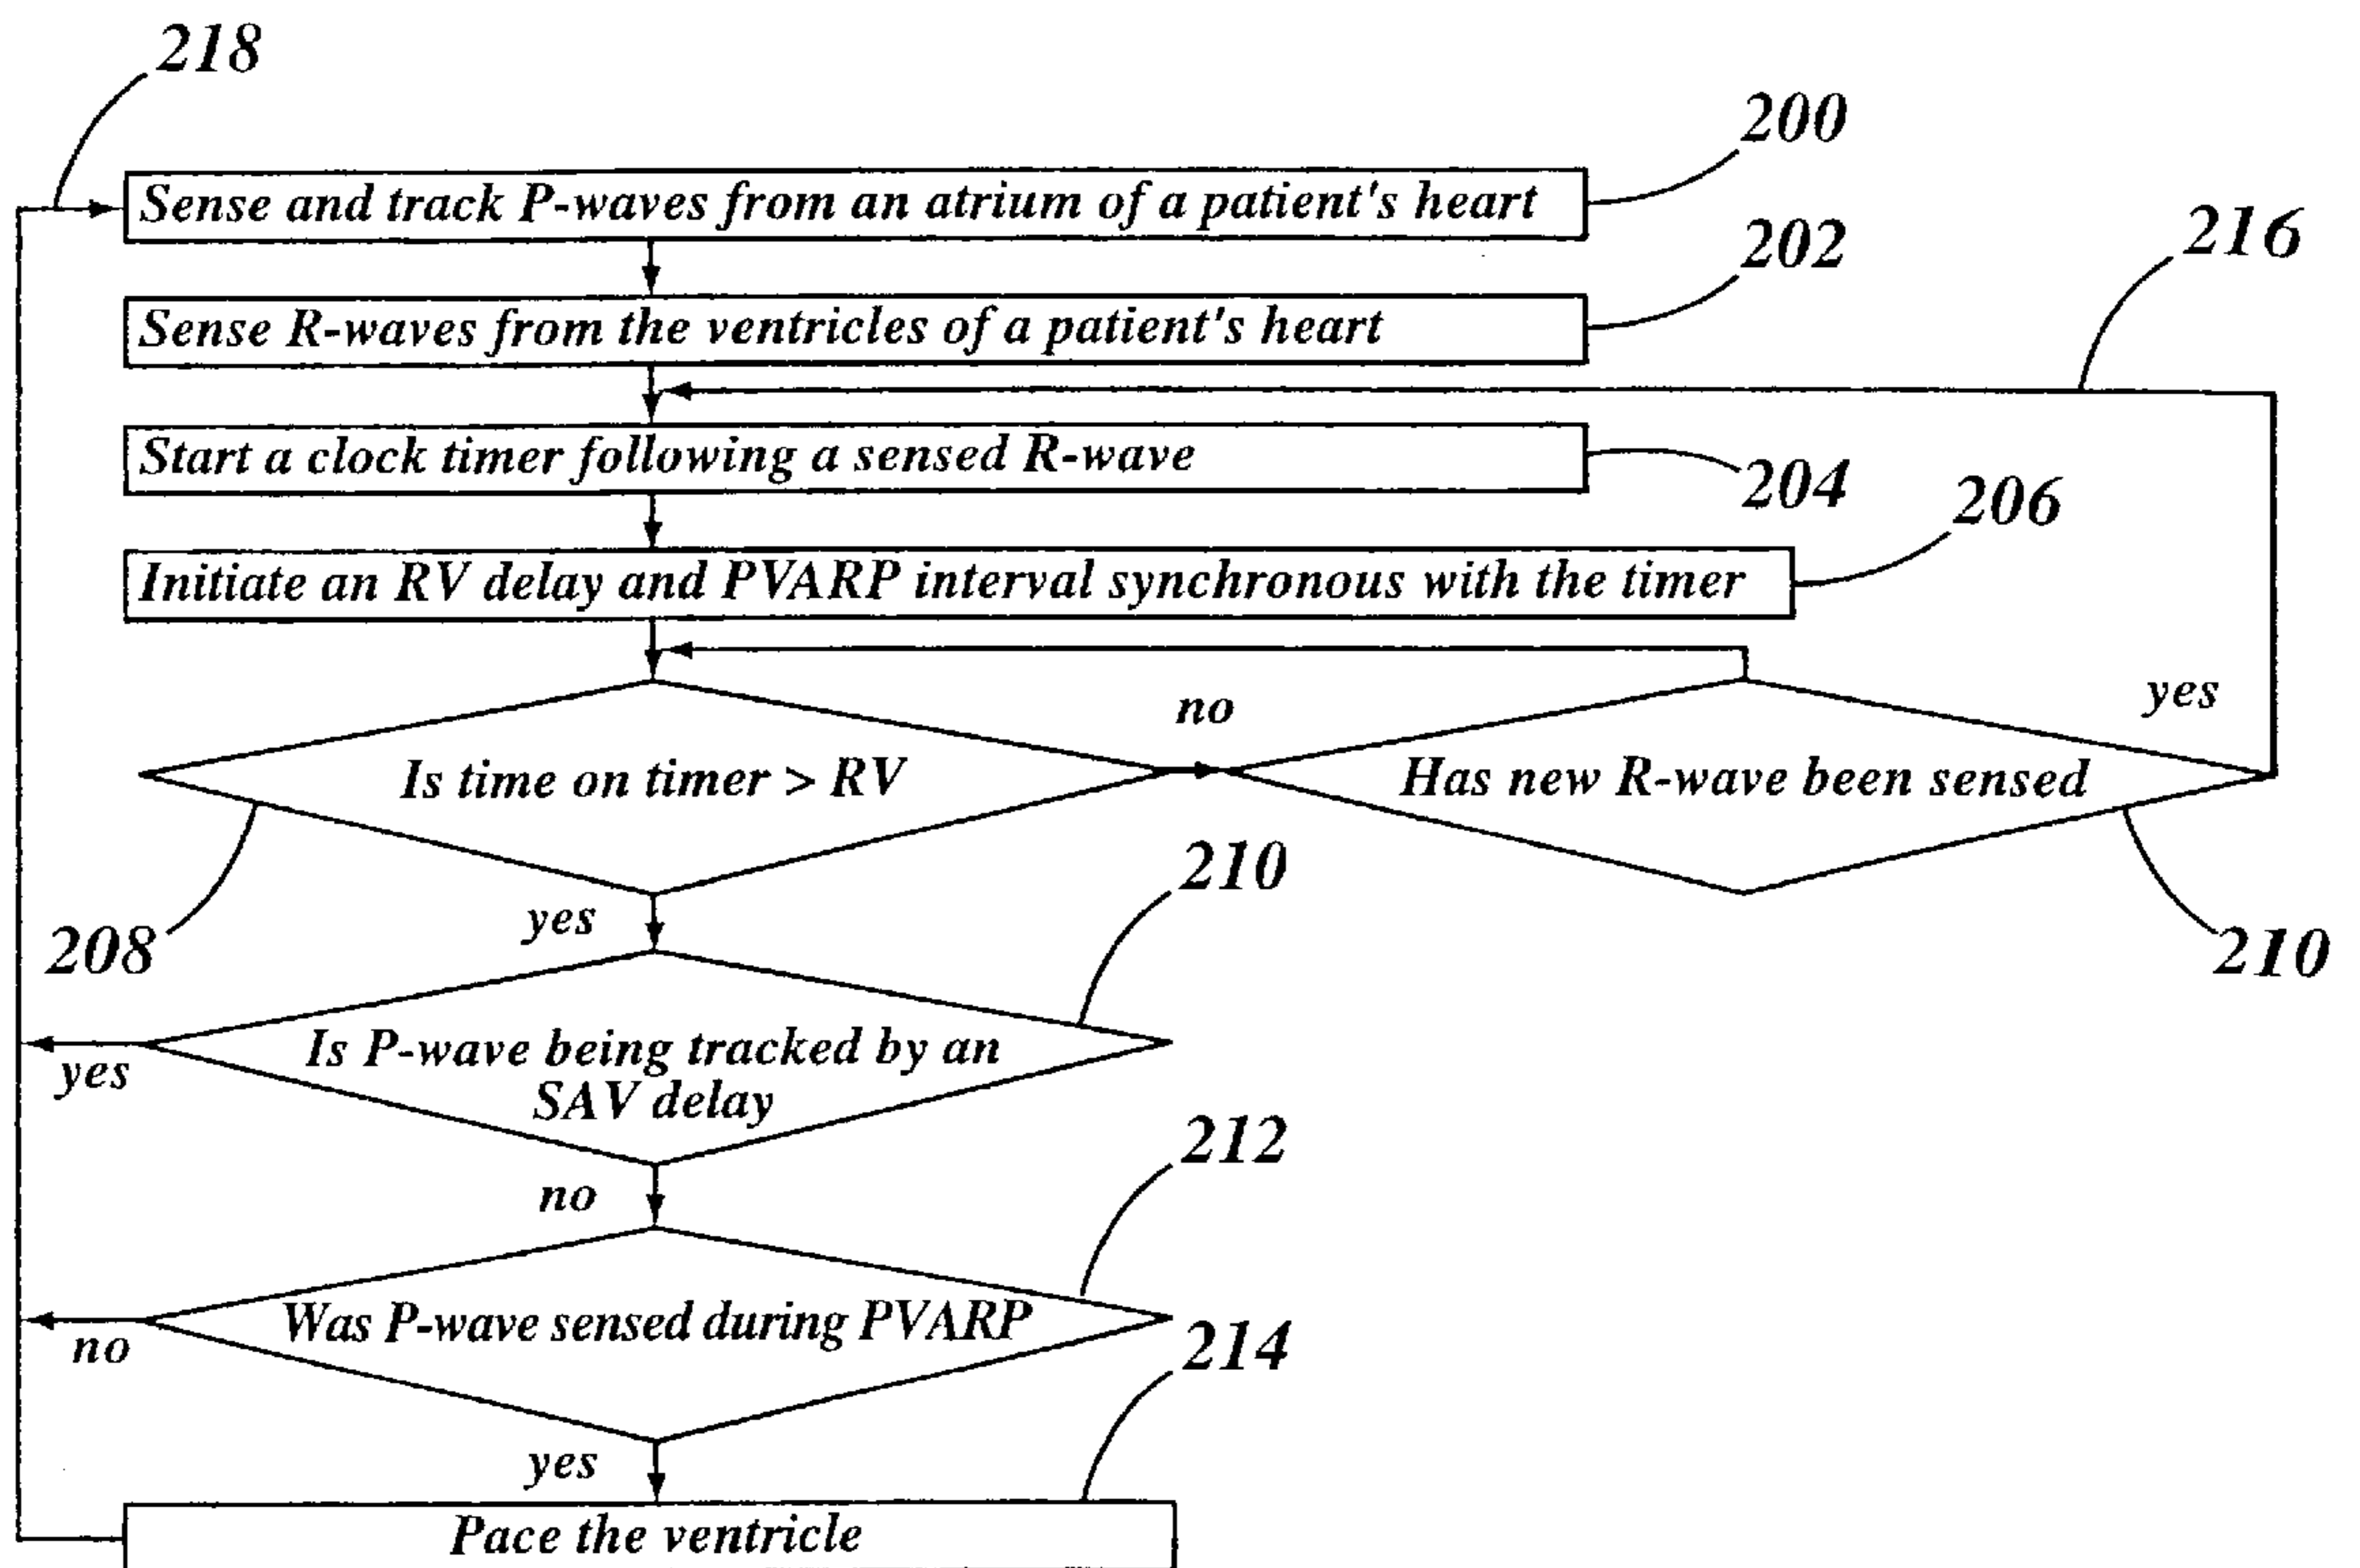 218
200
Sense and track P-waves from an atrium of a patient's heart
202
216
Sense R-waves from the ventricles of a patient's heart
Start a clock timer following a sensed R-wave
204
206
Initiate an RV delay and PVARP interval synchronous with the timer
no
yes
Is time on timer > RV
Has new R-wave been sensed
210
yes
208
210
Is P-wave being tracked by an
SAV delay
yes
212
no
Was P-wave sensed during PVARP
214
no
yes
Pace the ventricle